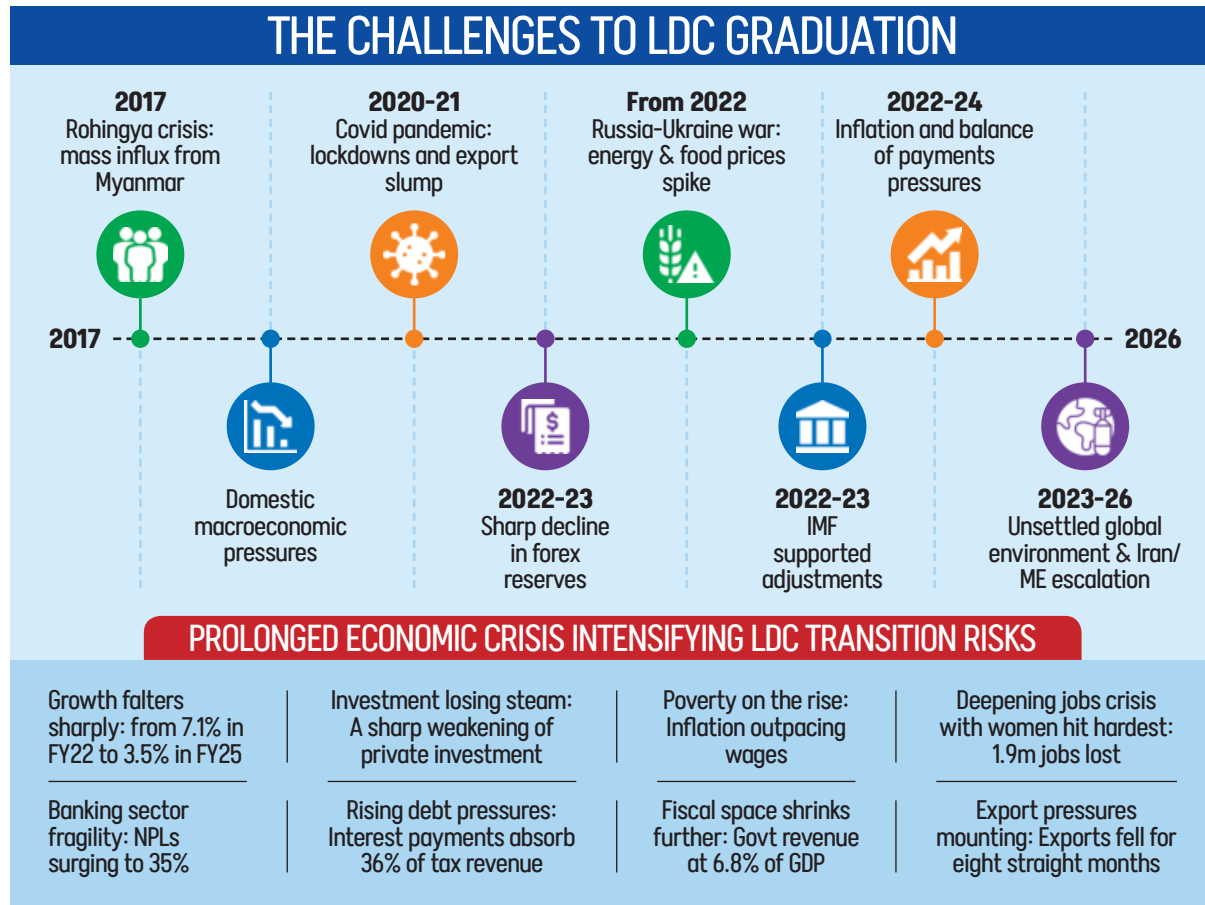 THE CHALLENGES TO LDC GRADUATION
2017
Rohingya crisis:
mass influx from
Myanmar
2020-21
Covid pandemic:
lockdowns and export
slump
From 2022
Russia-Ukraine war:
energy & food prices
spike
2022-24
Inflation and balance
of payments
pressures
2017
2026
$
Domestic
macroeconomic
pressures
2022-23
Sharp decline
in forex
reserves
2022-23
IMF
supported
adjustments
2023-26
Unsettled global
environment & Iran/
ME escalation
PROLONGED ECONOMIC CRISIS INTENSIFYING LDC TRANSITION RISKS
Growth falters
sharply: from 7.1% in
FY22 to 3.5% in FY25
Investment losing steam:
A sharp weakening of
private investment
Poverty on the rise:
Inflation outpacing
wages
Deepening jobs crisis
with women hit hardest:
1.9m jobs lost
Banking sector
fragility: NPLs
surging to 35%
Rising debt pressures:
Interest payments absorb
36% of tax revenue
Fiscal space shrinks
further: Govt revenue
at 6.8% of GDP
Export pressures
mounting: Exports fell for
eight straight months